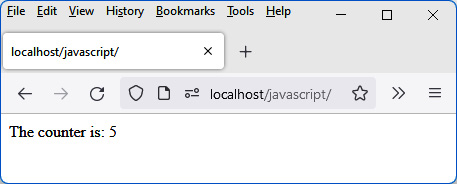 File Edit View History Bookmarks Tools Help
localhost/javascript/
localhost/javascript/
The counter is: 5